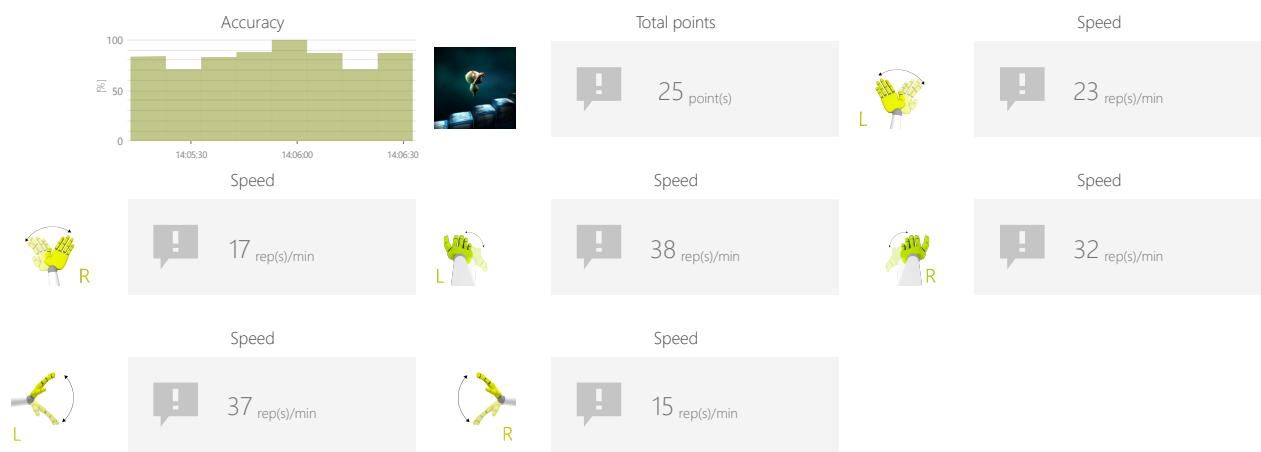 Accuracy
Total points
Speed
100
50
0
[%]
14:05:30
14:06:00
14:06:30
25 point(s)
L
23 rep(s)/min
Speed
Speed
Speed
R
17 rep(s)/min
L
38 rep(s)/min
R
32 rep(s)/min
Speed
Speed
L
37 rep(s)/min
R
15 rep(s)/min